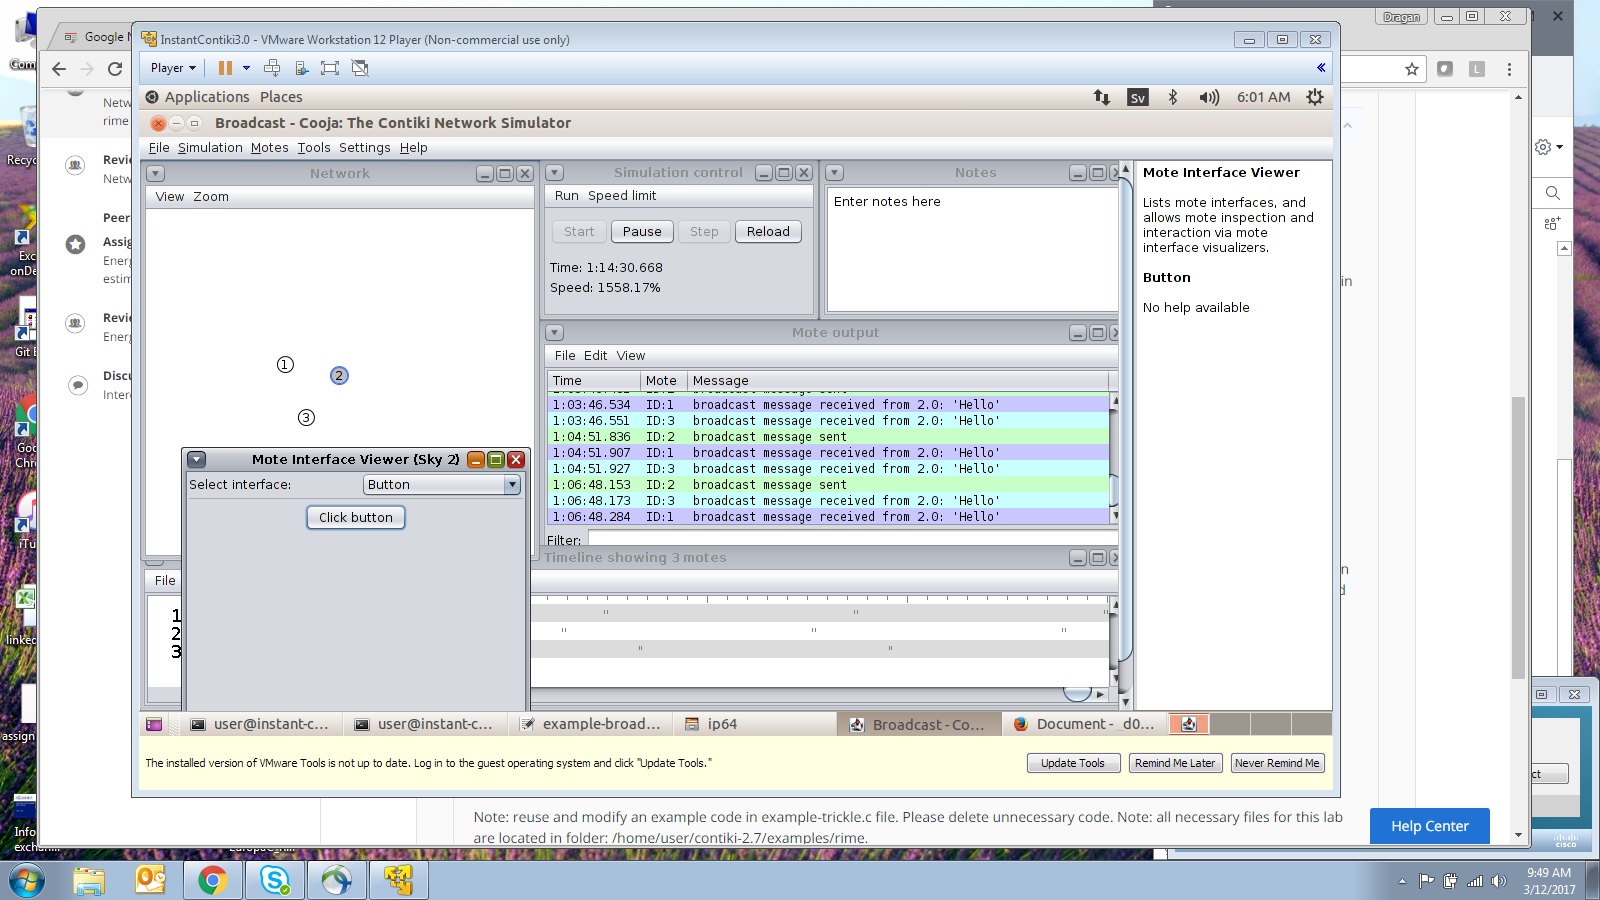 Dragan
Google N
InstantContiki3.0 - VMware Workstation 12 Player (Non-commercial use only)
Player
Applications Places
Sv
6:01 AM
Broadcast - Cooja: The Contiki Network Simulator
File Simulation Motes Tools Settings Help
Network
View Zoom
1
2
3
Simulation control
Run Speed limit
Start Pause Step Reload
Time: 1:14:30.668
Speed: 1558.17%
Notes
Enter notes here
Mote output
File Edit View
Time Mote Message
1:03:46.534 ID:1 broadcast message received from 2.0: 'Hello'
1:03:46.551 ID:3 broadcast message received from 2.0: 'Hello'
1:04:51.836 ID:2 broadcast message sent
1:04:51.907 ID:1 broadcast message received from 2.0: 'Hello'
1:04:51.927 ID:3 broadcast message received from 2.0: 'Hello'
1:06:48.153 ID:2 broadcast message sent
1:06:48.173 ID:3 broadcast message received from 2.0: 'Hello'
1:06:48.284 ID:1 broadcast message received from 2.0: 'Hello'
Filter:
Timeline showing 3 motes
File
1
2
3
Mote Interface Viewer (Sky 2)
Select interface: Button
Click button
Mote Interface Viewer
Lists mote interfaces, and
allows mote inspection and
interaction via mote
interface visualizers.
Button
No help available
user@instant-c...
user@instant-c...
example-broad...
ip64
Broadcast - Co...
Document - _d0...
The installed version of VMware Tools is not up to date. Log in to the guest operating system and click "Update Tools."
Update Tools Remind Me Later Never Remind Me
Netw
rime
Revi
Netw
Peer
Assig
Energ
estim
Revi
Energ
Discu
Inter
Recyc
Exc
onDe
Git B
Goo
Chro
iTu
linked
assign
Info
L
in
n
d
ct
cisco
Note: reuse and modify an example code in example-trickle.c file. Please delete unnecessary code. Note: all necessary files for this lab
are located in folder: /home/user/contiki-2.7/examples/rime.
Help Center
9:49 AM
3/12/2017